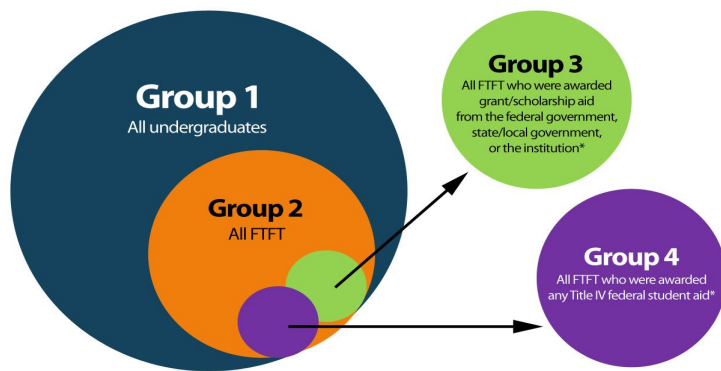 Group 1
All undergraduates
Group 2
All FTFT
Group 3
All FTFT who were awarded
grant/scholarship aid
from the federal government,
state/local government,
or the institution*
Group 4
All FTFT who were awarded
any Title IV federal student aid*